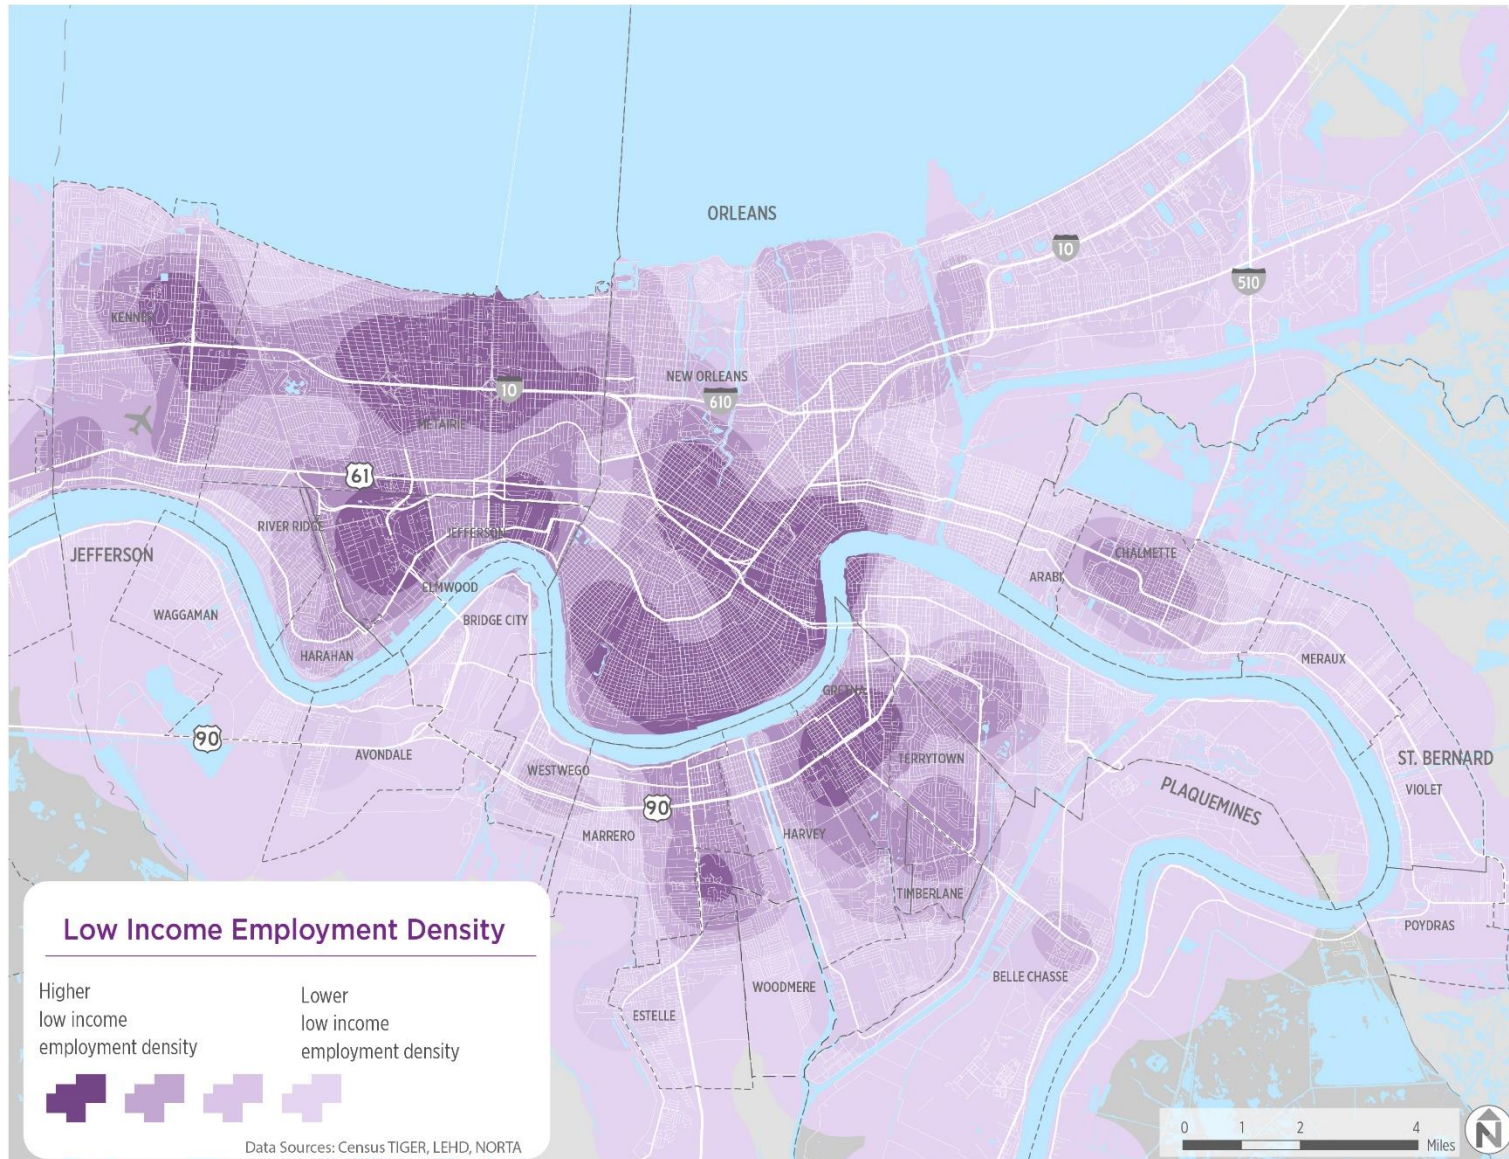 ORLEANS
10
510
KENNER
NEW ORLEANS
10
610
METAIRIE
61
RIVER RIDGE
JEFFERSON
CHALMETTE
JEFFERSON
ARABI
ELMWOOD
WAGGAMAN
BRIDGE CITY
HARAHAN
MERAUX
GRETNA
90
AVONDALE
WESTWEGO
TERRYTOWN
ST. BERNARD
PLAQUEMINES
VIOLET
90
MARRERO
HARVEY
TIMBERLANE
POYDRAS
BELLE CHASSE
WOODMERE
ESTELLE
Low Income Employment Density
Higher
low income
employment density
Lower
low income
employment density
Data Sources: Census TIGER, LEHD, NORTA
0 1 2 4
Miles
N